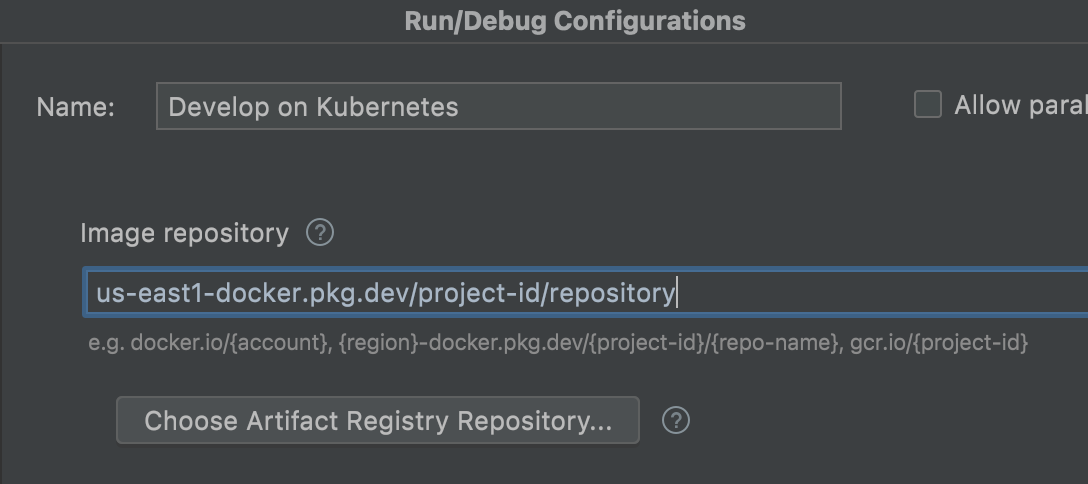 Run/Debug Configurations
Name: Develop on Kubernetes Allow paral
Image repository ?
us-east1-docker.pkg.dev/project-id/repository
e.g. docker.io/{account}, {region}-docker.pkg.dev/{project-id}/{repo-name}, gcr.io/{project-id}
Choose Artifact Registry Repository... ?